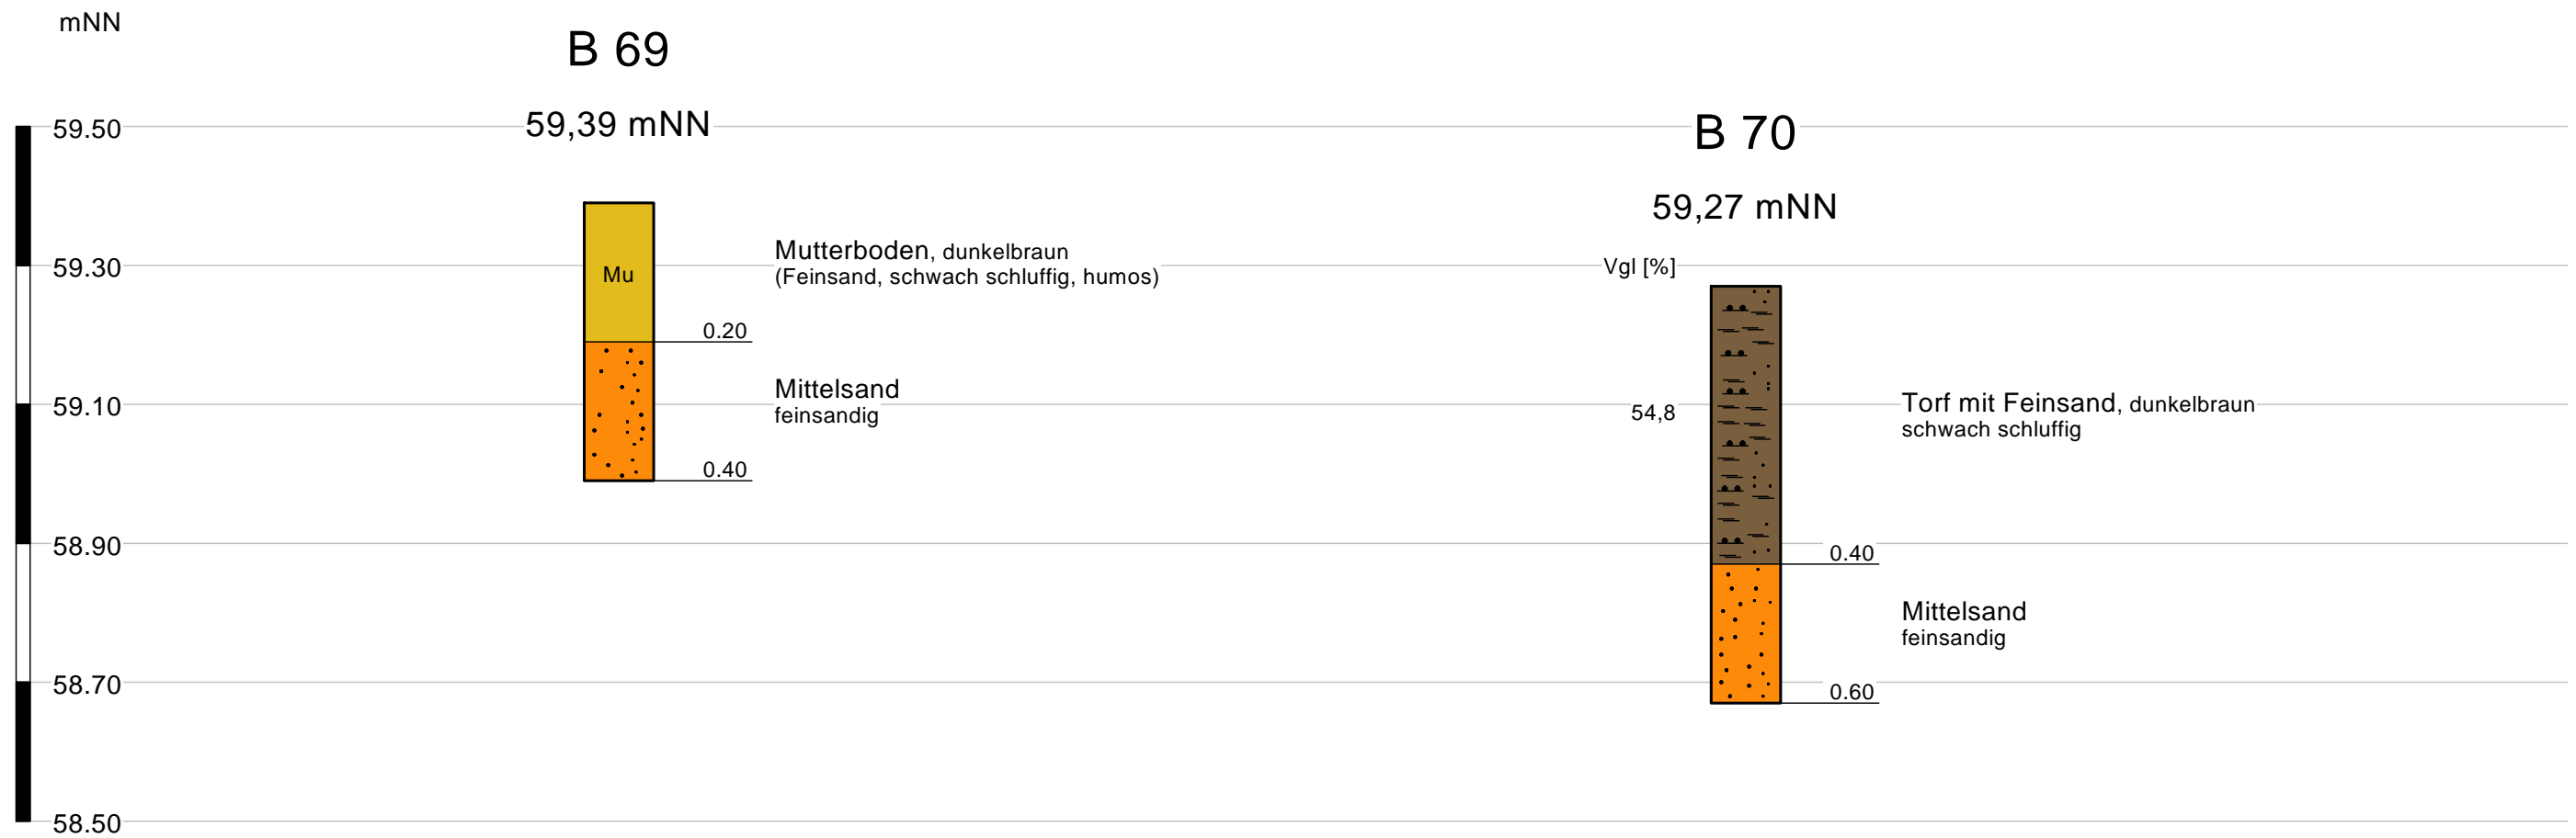 mNN
B 69
59,39 mNN
59.50
59.30
59.10
58.90
58.70
58.50
Mu
Mutterboden, dunkelbraun
(Feinsand, schwach schluffig, humos)
0.20
Mittelsand
feinsandig
0.40
B 70
59,27 mNN
Vgl [%]
54,8
Torf mit Feinsand, dunkelbraun
schwach schluffig
0.40
Mittelsand
feinsandig
0.60